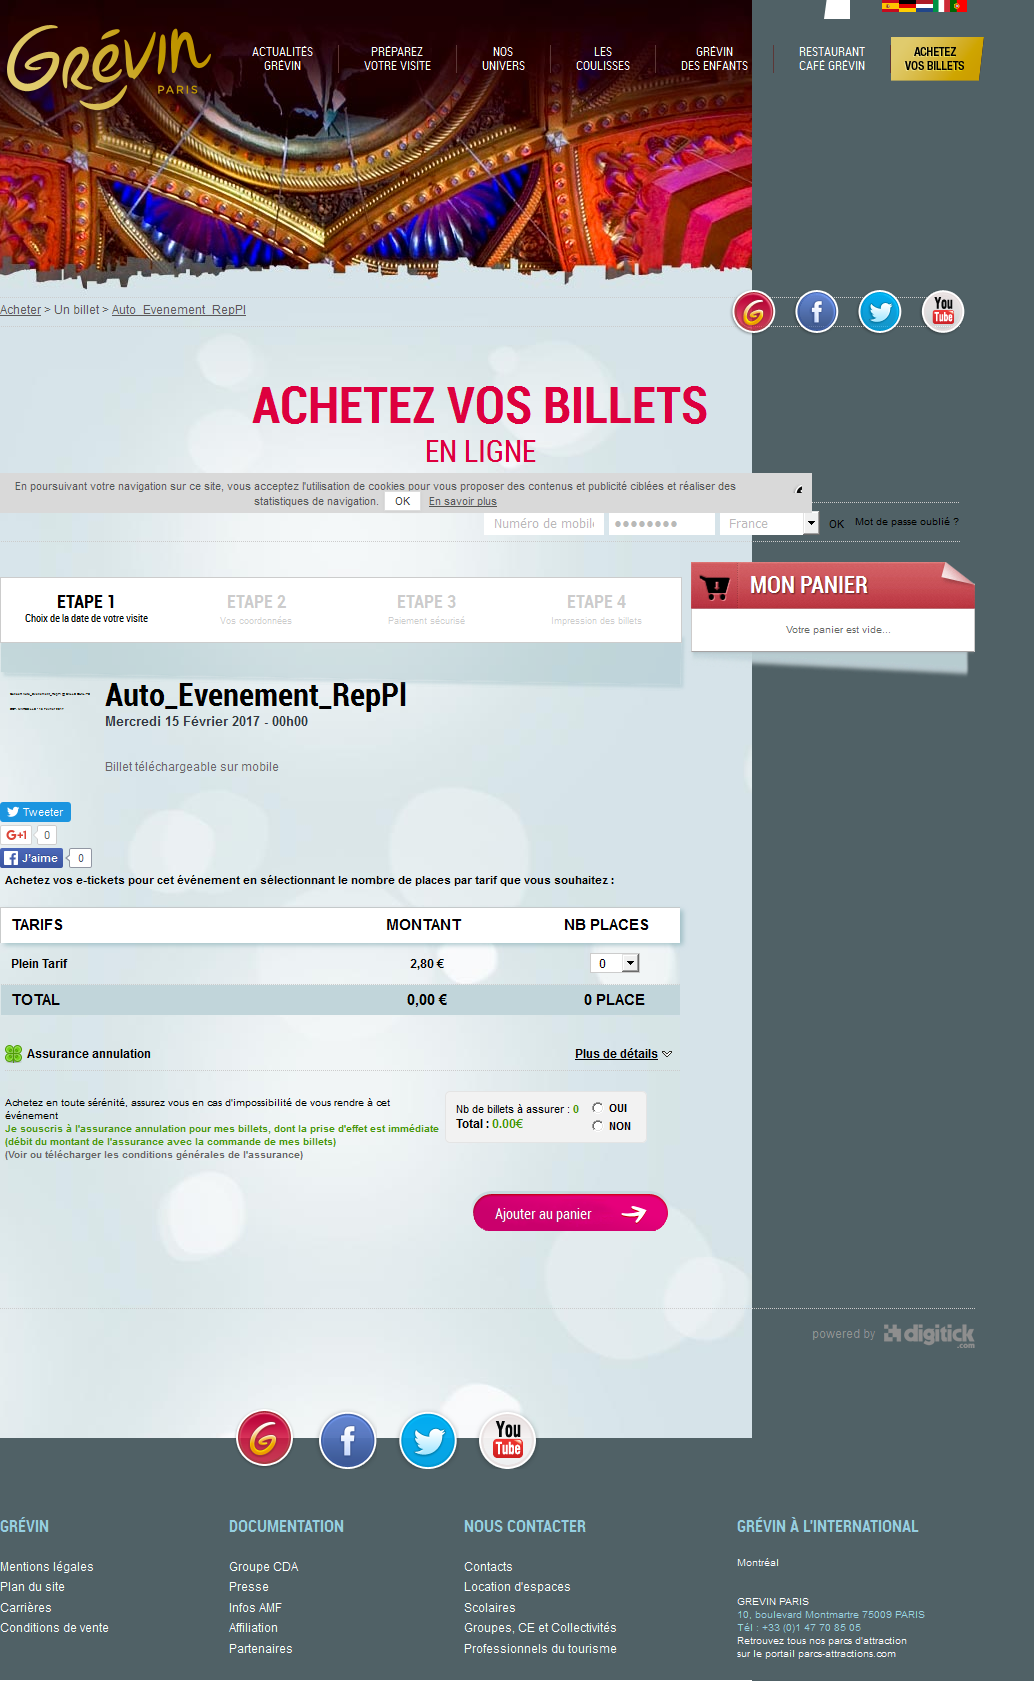 Grévin
PARIS
ACTUALITÉS
GRÉVIN
PRÉPAREZ
VOTRE VISITE
NOS
UNIVERS
LES
COULISSES
GRÉVIN
DES ENFANTS
RESTAURANT
CAFÉ GRÉVIN
ACHETEZ
VOS BILLETS
Acheter > Un billet > Auto_Evenement_RepPl
You
Tube
ACHETEZ VOS BILLETS
EN LIGNE
En poursuivant votre navigation sur ce site, vous acceptez l'utilisation de cookies pour vous proposer des contenus et publicité ciblées et réaliser des
statistiques de navigation. OK En savoir plus
Numéro de mobile
France
OK
Mot de passe oublié ?
ETAPE 1
Choix de la date de votre visite
ETAPE 2
Vos coordonnées
ETAPE 3
Paiement sécurisé
ETAPE 4
Impression des billets
MON PANIER
Votre panier est vide...
Auto_Evenement_RepPl
Mercredi 15 Février 2017 - 00h00
Billet téléchargeable sur mobile
Tweeter
G+1 0
J'aime 0
Achetez vos e-tickets pour cet événement en sélectionnant le nombre de places par tarif que vous souhaitez :
TARIFS MONTANT NB PLACES
Plein Tarif 2,80 € 0
TOTAL 0,00 € 0 PLACE
Assurance annulation Plus de détails
Achetez en toute sérénité, assurez vous en cas d'impossibilité de vous rendre à cet
événement
Je souscris à l'assurance annulation pour mes billets, dont la prise d'effet est immédiate
(débit du montant de l'assurance avec la commande de mes billets)
(Voir ou télécharger les conditions générales de l'assurance)
Nb de billets à assurer : 0
Total : 0.00€
OUI
NON
Ajouter au panier
powered by digitick
.com
You
Tube
GRÉVIN
Mentions légales
Plan du site
Carrières
Conditions de vente
DOCUMENTATION
Groupe CDA
Presse
Infos AMF
Affiliation
Partenaires
NOUS CONTACTER
Contacts
Location d'espaces
Scolaires
Groupes, CE et Collectivités
Professionnels du tourisme
GRÉVIN À L'INTERNATIONAL
Montréal
GREVIN PARIS
10, boulevard Montmartre 75009 PARIS
Tél : +33 (0)1 47 70 85 05
Retrouvez tous nos parcs d'attraction
sur le portail parcs-attractions.com